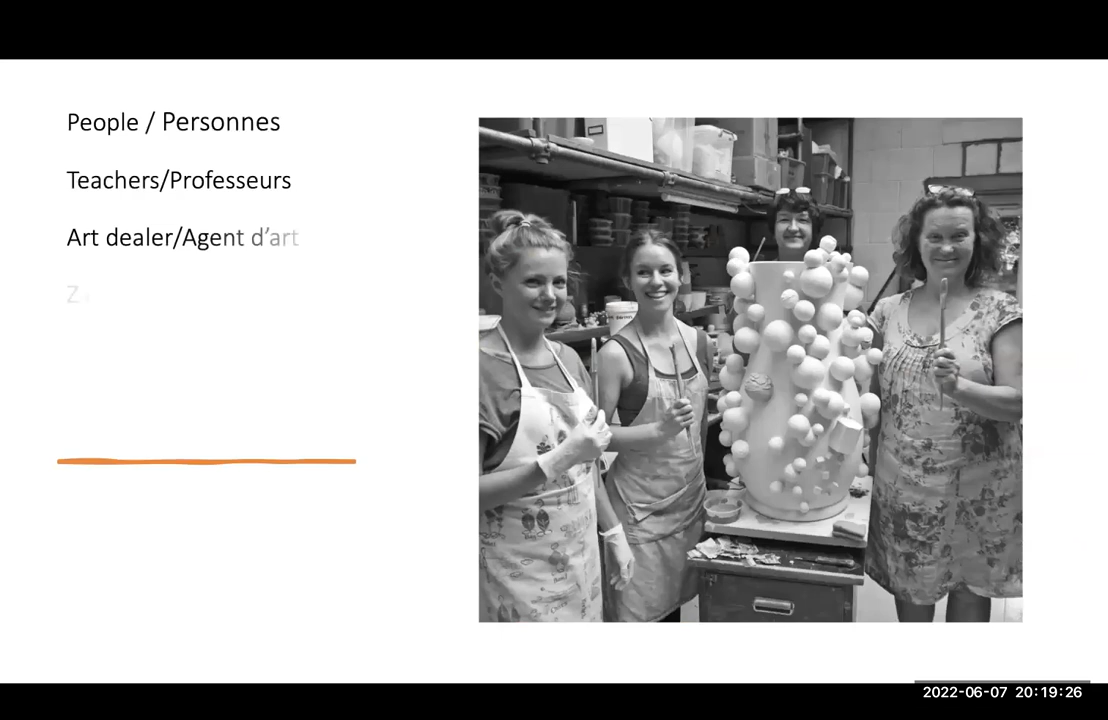 People / Personnes
Teachers/Professeurs
Art dealer/Agent d’art
2022-06-07 20:19:26